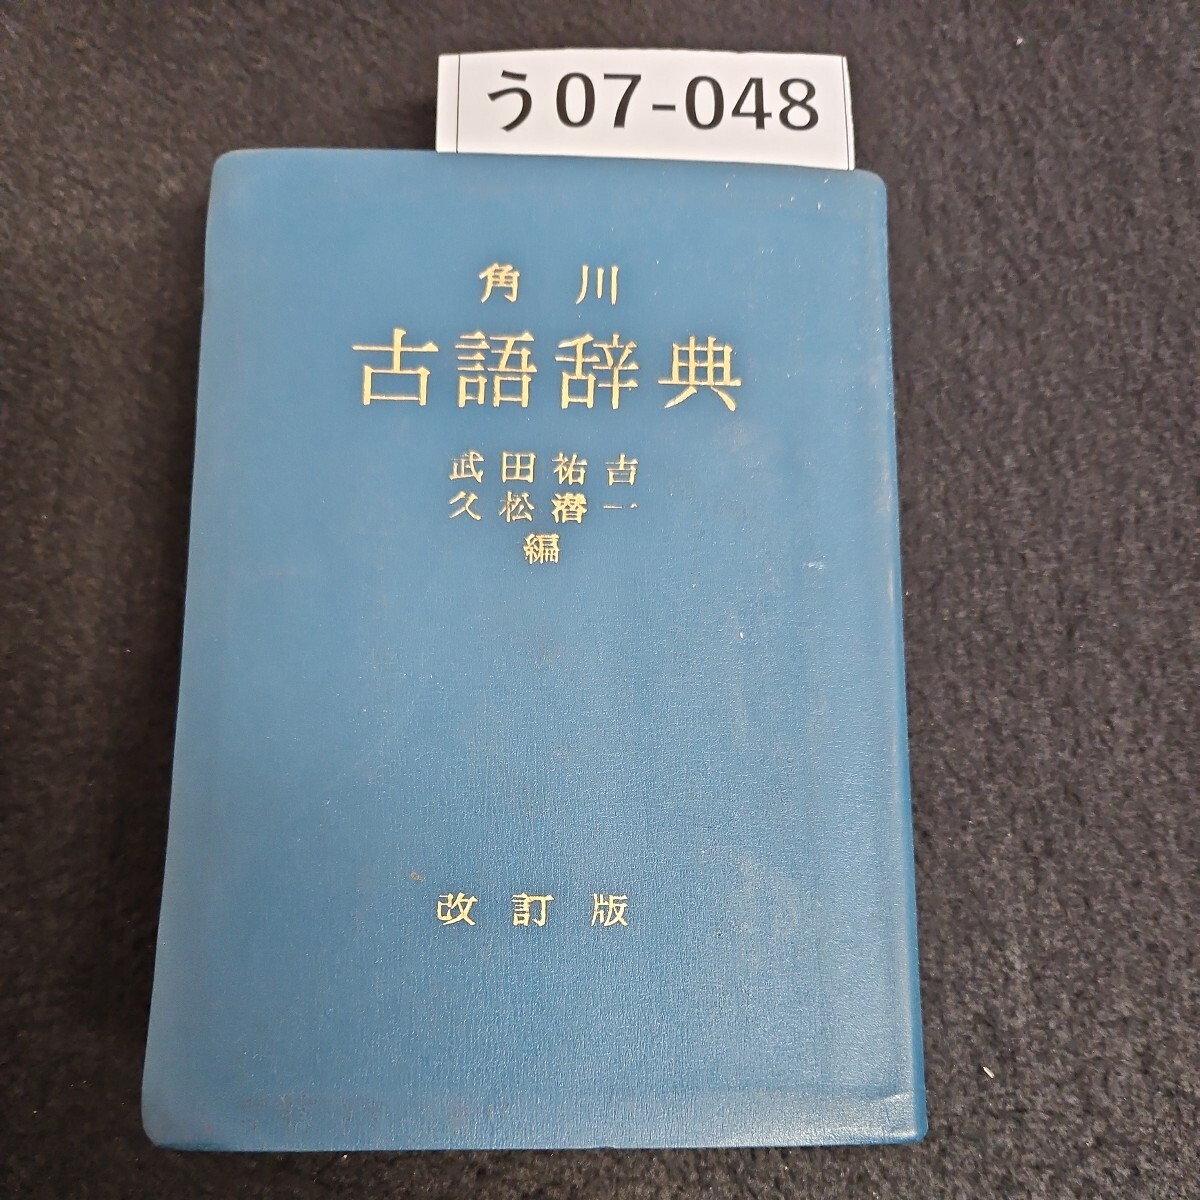 う07-048
角川
古語辞典
武田祐吉
久松潜一
編
改訂版